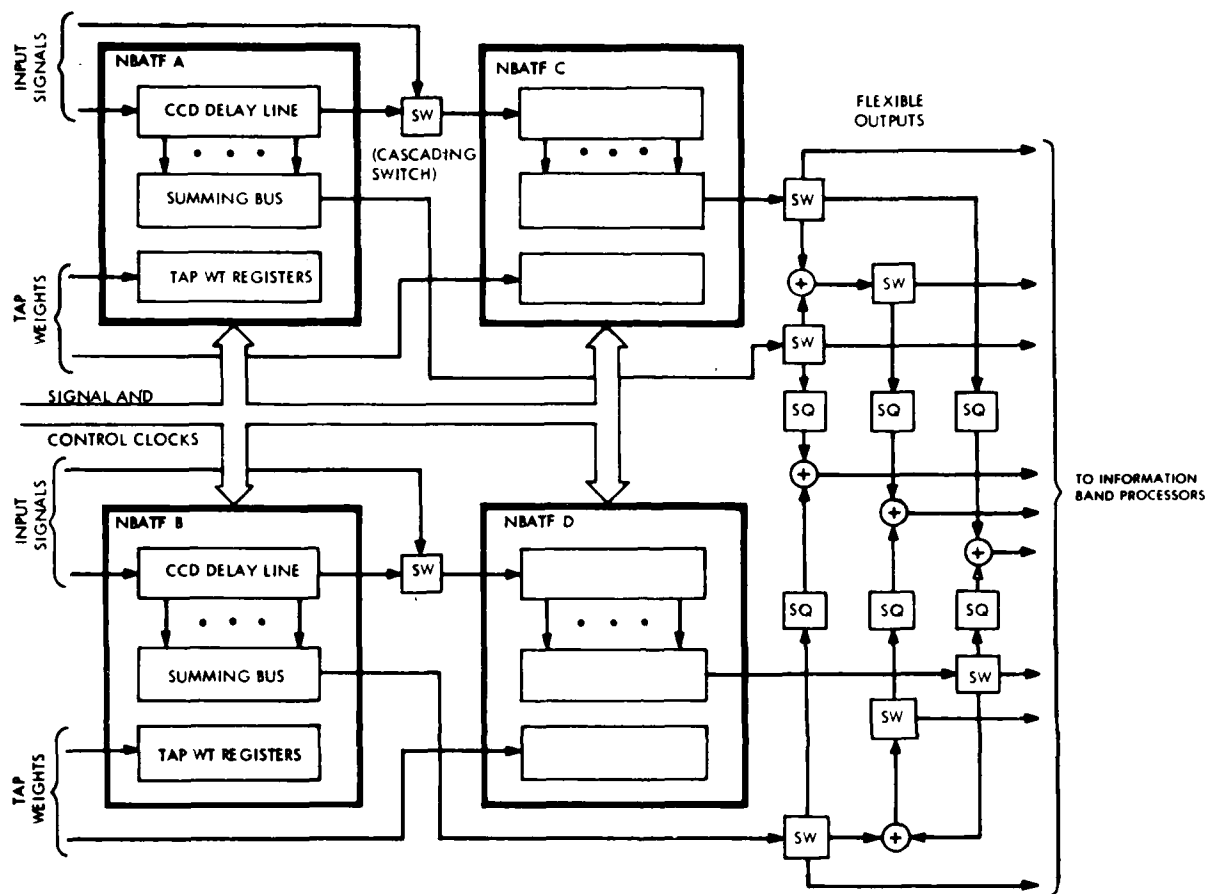 INPUT
SIGNALS
NBATF A
CCD DELAY LINE
SUMMING BUS
TAP WT REGISTERS
SW
(CASCADING
SWITCH)
NBATF C
FLEXIBLE
OUTPUTS
TAP
WEIGHTS
SW
+
SW
SW
SIGNAL AND
CONTROL CLOCKS
SQ
SQ
SQ
+
+
+
TO INFORMATION
BAND PROCESSORS
INPUT
SIGNALS
NBATF B
CCD DELAY LINE
SUMMING BUS
TAP WT REGISTERS
SW
NBATF D
SQ
SQ
SQ
SW
SW
TAP
WEIGHTS
SW
+